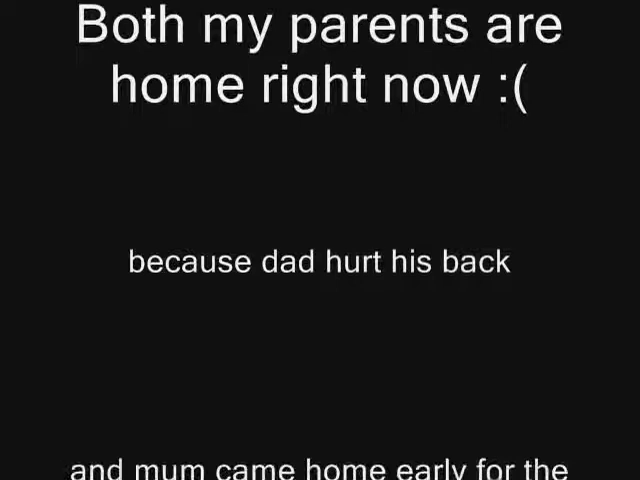 Both my parents are
home right now :(
because dad hurt his back
and mum came home early for the